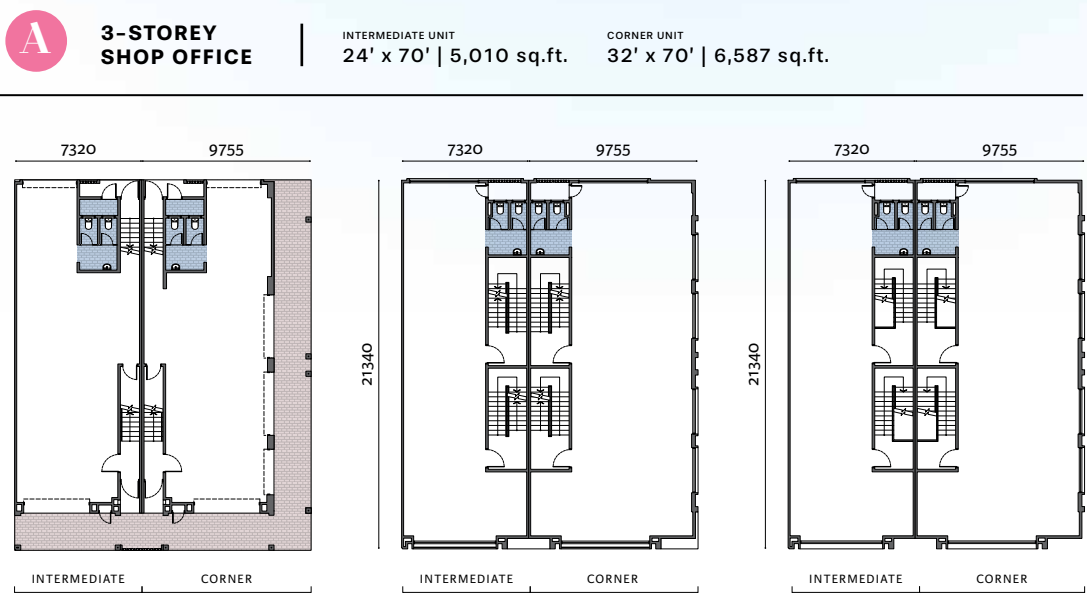 A
3-STOREY
SHOP OFFICE
INTERMEDIATE UNIT
24' x 70' | 5,010 sq.ft.
CORNER UNIT
32' x 70' | 6,587 sq.ft.
7320 9755
7320 9755
7320 9755
21340
21340
INTERMEDIATE CORNER
INTERMEDIATE CORNER
INTERMEDIATE CORNER